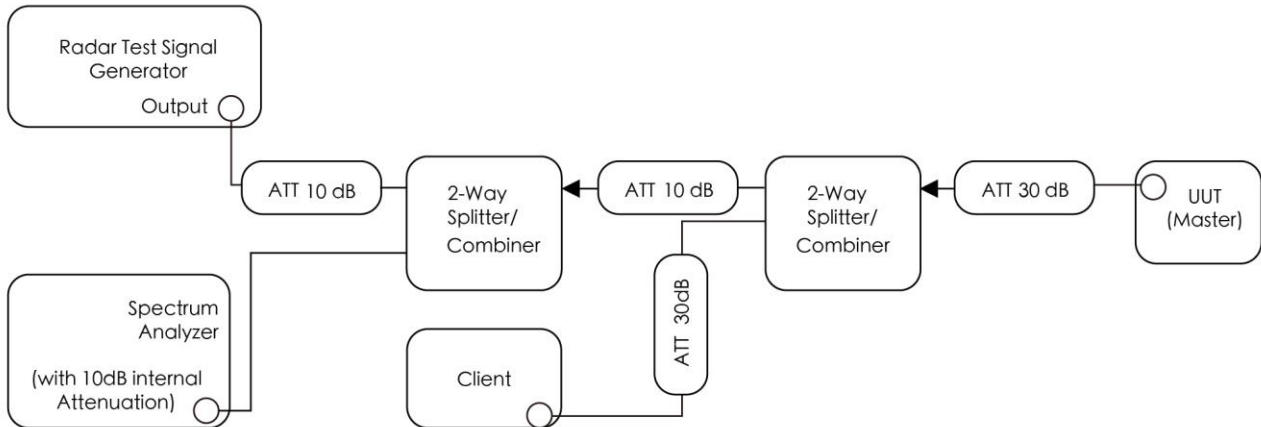 Radar Test Signal
Generator
Output
ATT 10 dB
2-Way
Splitter/
Combiner
ATT 10 dB
2-Way
Splitter/
Combiner
ATT 30 dB
UUT
(Master)
Spectrum
Analyzer
(with 10dB internal
Attenuation)
Client
ATT 30dB